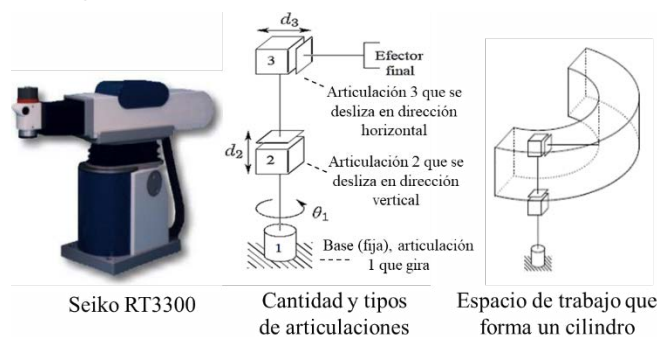 d₃
3
Efector
final
Articulación 3 que se
desliza en dirección
horizontal
d₂
2
Articulación 2 que se
desliza en dirección
vertical
θ₁
1
Base (fija), articulación
1 que gira
Seiko RT3300
Cantidad y tipos
de articulaciones
Espacio de trabajo que
forma un cilindro